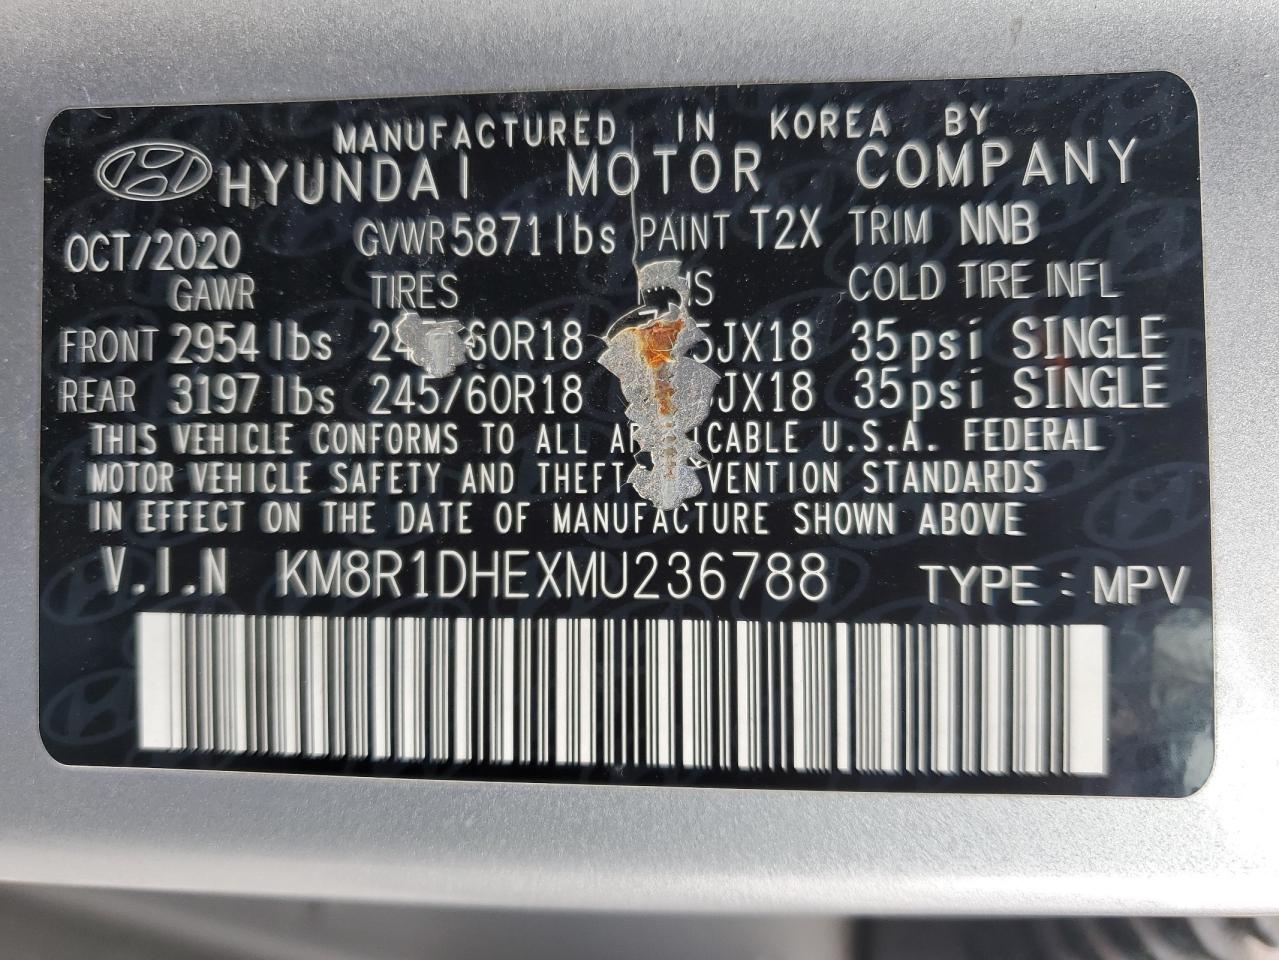 MANUFACTURED IN KOREA BY
HYUNDAI MOTOR COMPANY
OCT/2020 GVWR 5871 lbs PAINT T2X TRIM NNB
GAWR TIRES COLD TIRE INFL
FRONT 2954 lbs 60R18 5JX18 35psi SINGLE
REAR 3197 lbs 245/60R18 JX18 35psi SINGLE
THIS VEHICLE CONFORMS TO ALL U.S.A. FEDERAL
MOTOR VEHICLE SAFETY AND THEFT STANDARDS
IN EFFECT ON THE DATE OF MANUFACTURE SHOWN ABOVE
V.I.N KM8R1DHEXMU236788 TYPE : MPV